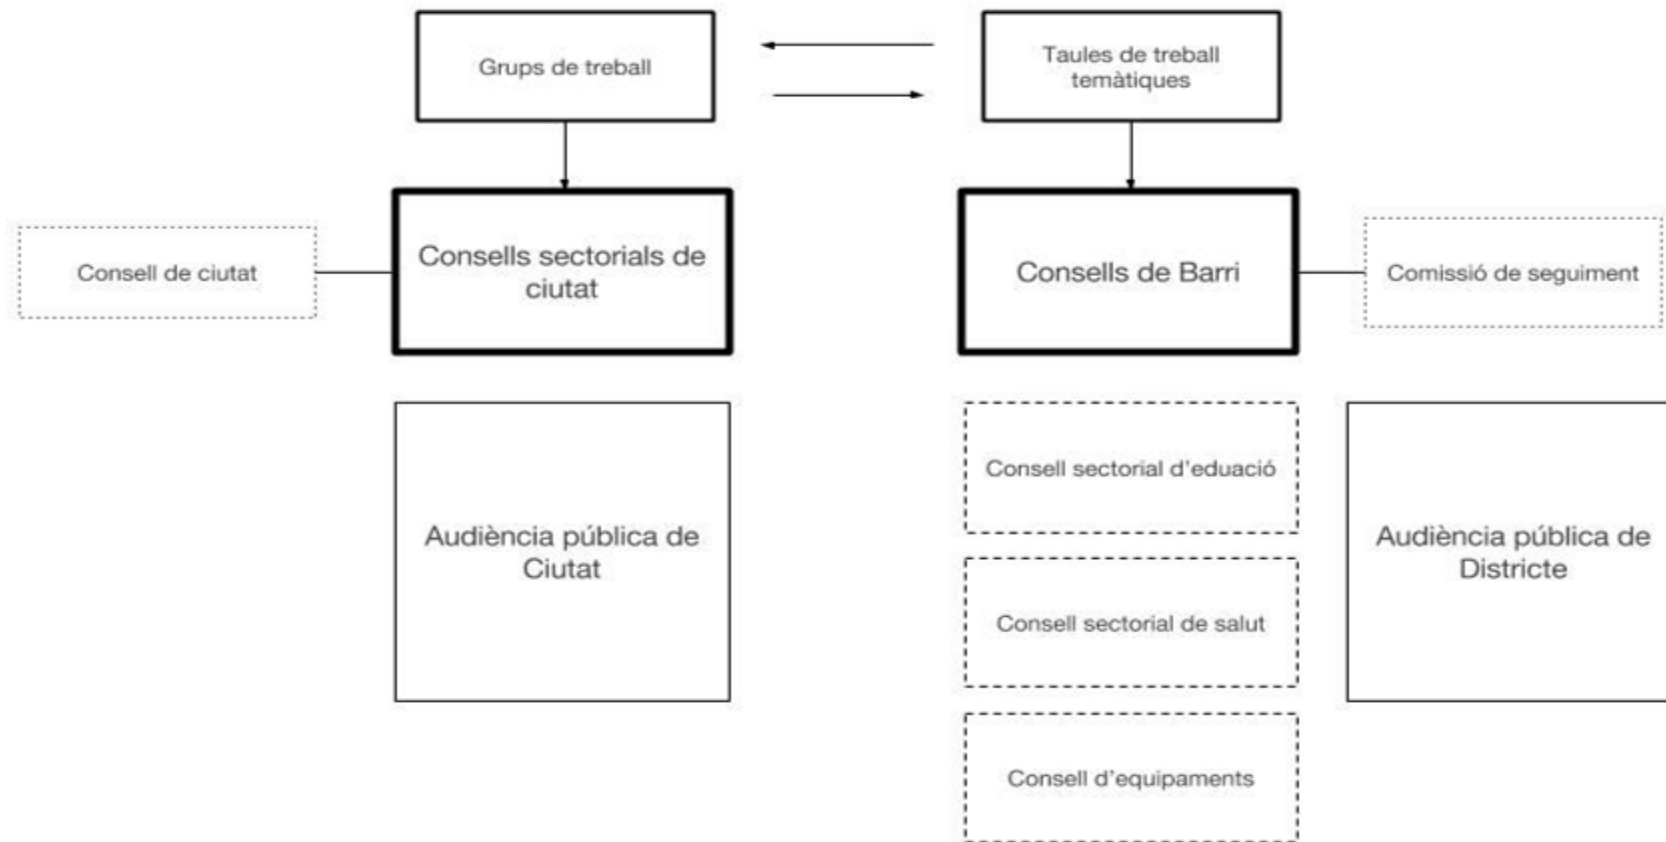 Grups de treball
Taules de treball
temàtiques
Consell de ciutat
Consells sectorials de
ciutat
Consells de Barri
Comissió de seguiment
Consell sectorial d'eduació
Audiència pública de
Ciutat
Audiència pública de
Districte
Consell sectorial de salut
Consell d'equipaments